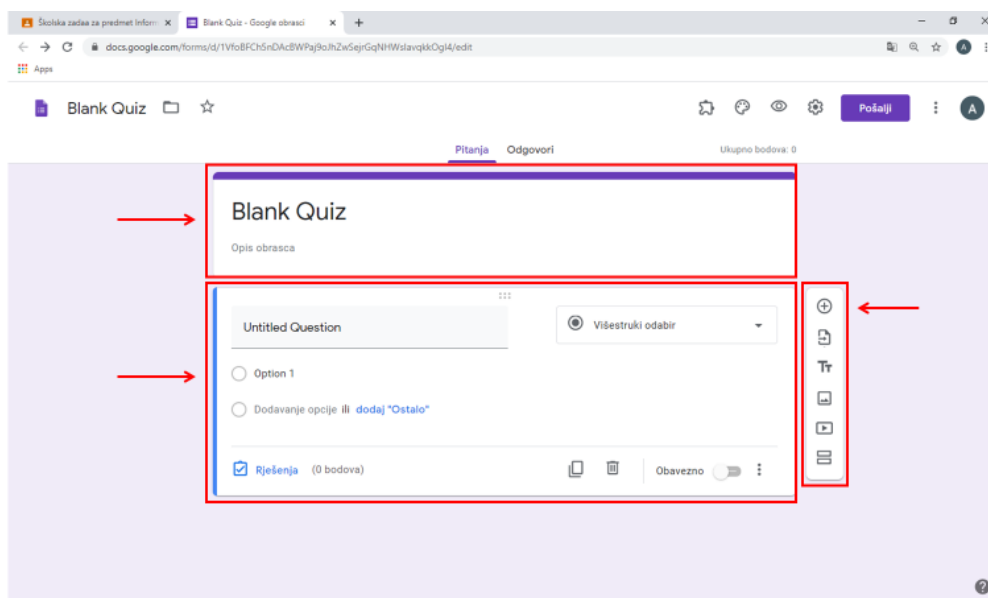 Školska zadaa za predmet Inform
Blank Quiz - Google obrasci
docs.google.com/forms/d/1VfoBFChSnDAcBWPaj9oJhZwSejrGqNHWslavqkkOgl4/edit
A
Apps
Blank Quiz
Pošalji
A
Pitanja Odgovori
Ukupno bodova: 0
Blank Quiz
Opis obrasca
Untitled Question
Višestruki odabir
Option 1
Tт
Dodavanje opcije ili dodaj "Ostalo"
Rješenja (0 bodova)
Obavezno